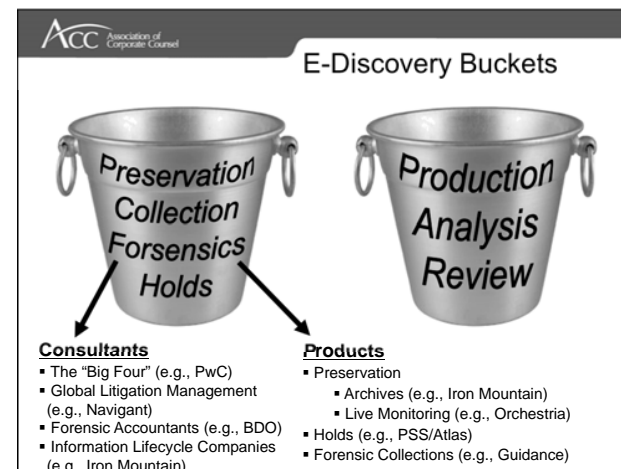 ACC Association of
Corporate Counsel
E-Discovery Buckets
Preservation
Collection
Forsensics
Holds
Production
Analysis
Review
Consultants
▪ The “Big Four” (e.g., PwC)
▪ Global Litigation Management
(e.g., Navigant)
▪ Forensic Accountants (e.g., BDO)
▪ Information Lifecycle Companies
(e.g., Iron Mountain)
Products
▪ Preservation
▪ Archives (e.g., Iron Mountain)
▪ Live Monitoring (e.g., Orchestria)
▪ Holds (e.g., PSS/Atlas)
▪ Forensic Collections (e.g., Guidance)